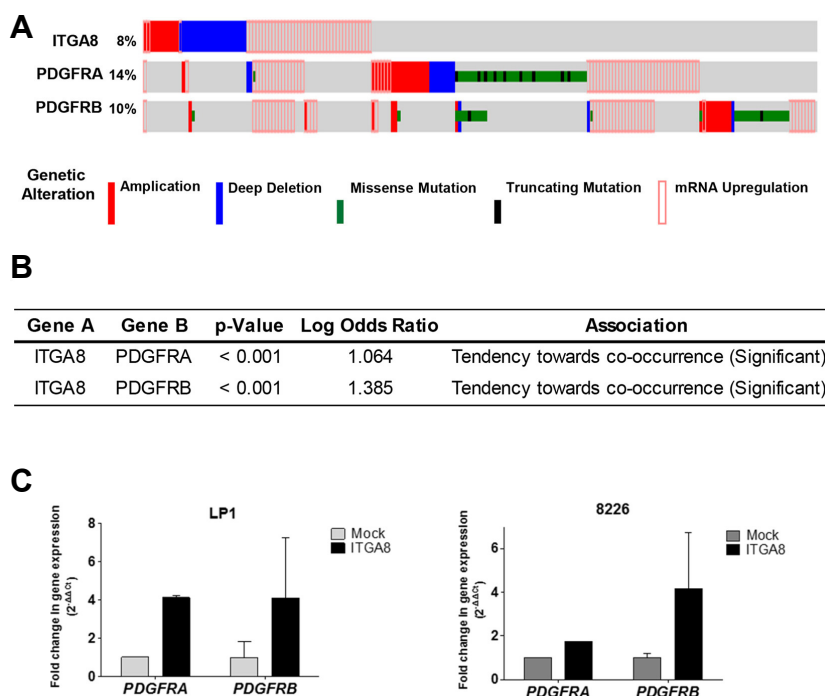 A
ITGA8 8%
PDGFRA 14%
PDGFRB 10%
Genetic Alteration
Amplication
Deep Deletion
Missense Mutation
Truncating Mutation
mRNA Upregulation
B
Gene A Gene B p-Value Log Odds Ratio Association
ITGA8 PDGFRA < 0.001 1.064 Tendency towards co-occurrence (Significant)
ITGA8 PDGFRB < 0.001 1.385 Tendency towards co-occurrence (Significant)
C
LP1
Fold change In gene expression
(2^-ΔΔCt)
8
6
4
2
0
PDGFRA PDGFRB
Mock
ITGA8
8226
Fold change In gene expression
(2^-ΔΔCt)
6
4
2
0
PDGFRA PDGFRB
Mock
ITGA8